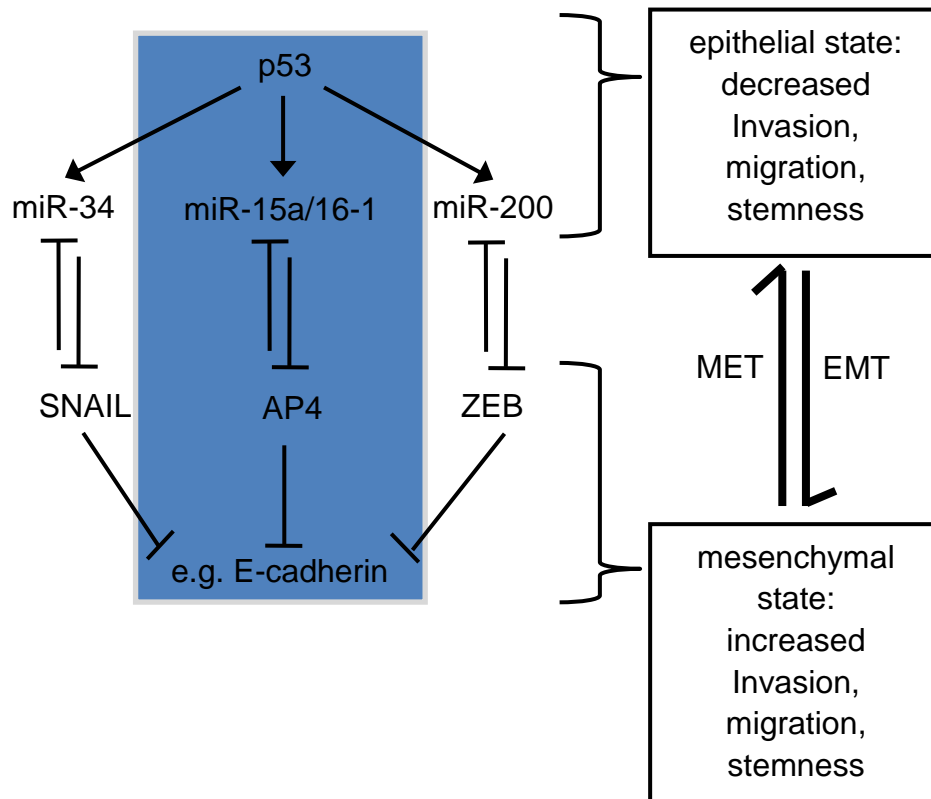 p53
miR-34
miR-15a/16-1
miR-200
SNAIL
AP4
ZEB
e.g. E-cadherin
epithelial state:
decreased
Invasion,
migration,
stemness
MET
EMT
mesenchymal
state:
increased
Invasion,
migration,
stemness